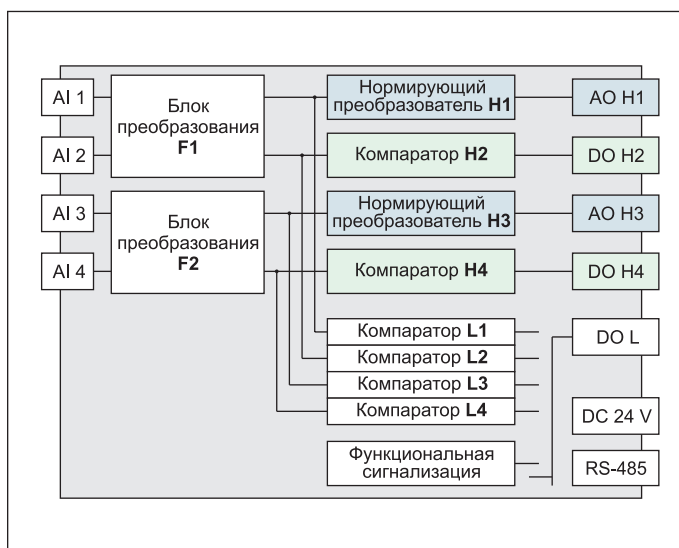 AI 1
Блок
преобразования
F1
Нормирующий
преобразователь H1
AO H1
AI 2
Компаратор H2
DO H2
AI 3
Блок
преобразования
F2
Нормирующий
преобразователь H3
AO H3
AI 4
Компаратор H4
DO H4
Компаратор L1
DO L
Компаратор L2
Компаратор L3
Компаратор L4
DC 24 V
Функциональная
сигнализация
RS-485